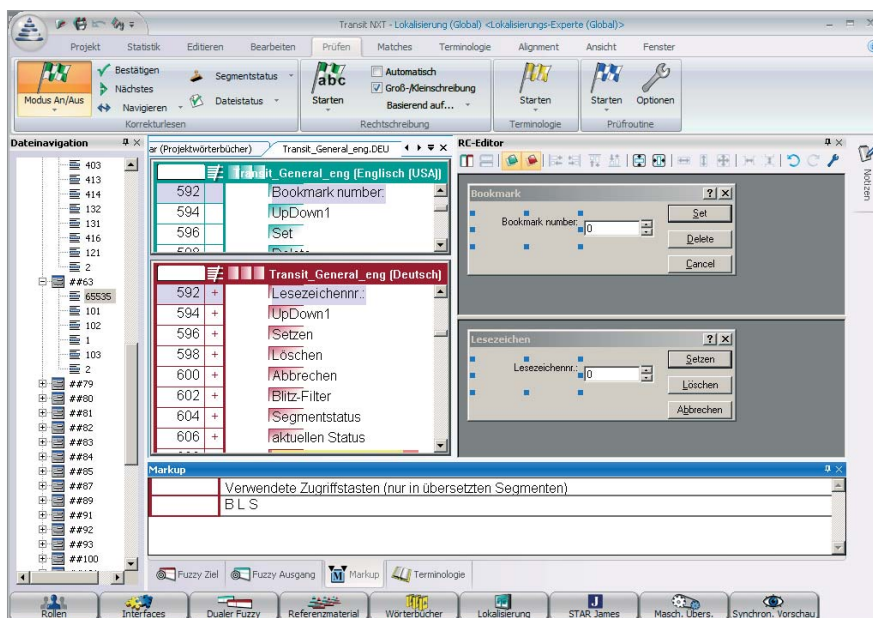 Transit NXT - Lokalisierung (Global) <Lokalisierungs-Experte (Global)>
Projekt Statistik Editieren Bearbeiten Prüfen Matches Terminologie Alignment Ansicht Fenster
Modus An/Aus
Bestätigen
Nächstes
Navigieren
Segmentstatus
Dateistatus
Korrekturlesen
abc
Starten
Automatisch
Groß-/Kleinschreibung
Basierend auf...
Rechtschreibung
Starten
Terminologie
Starten
Optionen
Prüfroutine
Dateinavigation
403
413
414
132
131
416
121
2
##63
65535
101
102
1
103
2
##79
##80
##81
##82
##83
##84
##85
##87
##89
##91
##92
##93
##100
ar (Projektwörterbücher) Transit_General_eng.DEU
Transit_General_eng (Englisch (USA))
592 Bookmark number:
594 UpDown1
596 Set
598 Delete
Transit_General_eng (Deutsch)
592 + Lesezeichennr.:
594 + UpDown1
596 + Setzen
598 + Löschen
600 + Abbrechen
602 + Blitz-Filter
604 + Segmentstatus
606 + aktuellen Status
RC-Editor
Bookmark
Bookmark number:
0
Set
Delete
Cancel
Lesezeichen
Lesezeichennr.:
0
Setzen
Löschen
Abbrechen
Notizen
Markup
Verwendete Zugriffstasten (nur in übersetzten Segmenten)
B L S
Fuzzy Ziel Fuzzy Ausgang Markup Terminologie
Rollen Interfaces Dualer Fuzzy Referenzmaterial Wörterbücher Lokalisierung STAR James Masch. Übers. Synchron. Vorschau